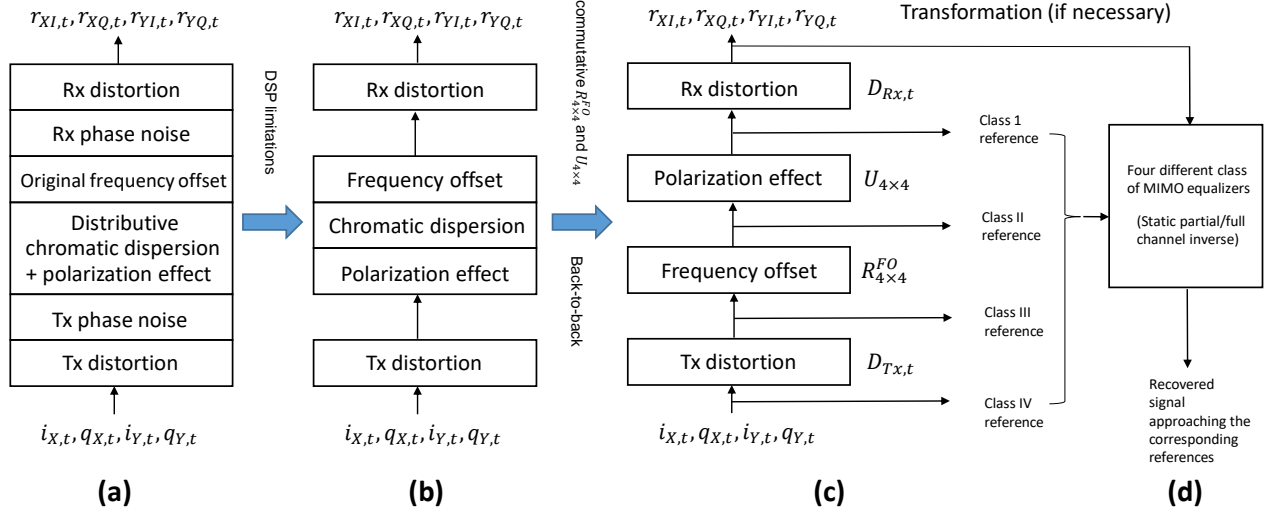 r_{XI,t}, r_{XQ,t}, r_{YI,t}, r_{YQ,t}
Rx distortion
Rx phase noise
Original frequency offset
Distributive
chromatic dispersion
+ polarization effect
Tx phase noise
Tx distortion
i_{X,t}, q_{X,t}, i_{Y,t}, q_{Y,t}
(a)
DSP limitations
r_{XI,t}, r_{XQ,t}, r_{YI,t}, r_{YQ,t}
Rx distortion
Frequency offset
Chromatic dispersion
Polarization effect
Tx distortion
i_{X,t}, q_{X,t}, i_{Y,t}, q_{Y,t}
(b)
commutative R_{4×4}^{FO}
and U_{4×4}
Back-to-back
r_{XI,t}, r_{XQ,t}, r_{YI,t}, r_{YQ,t}
Rx distortion
D_{Rx,t}
Polarization effect
U_{4×4}
Frequency offset
R_{4×4}^{FO}
Tx distortion
D_{Tx,t}
i_{X,t}, q_{X,t}, i_{Y,t}, q_{Y,t}
Class 1
reference
Class II
reference
Class III
reference
Class IV
reference
(c)
Transformation (if necessary)
Four different class
of MIMO equalizers
(Static partial/full
channel inverse)
Recovered
signal
approaching the
corresponding
references
(d)